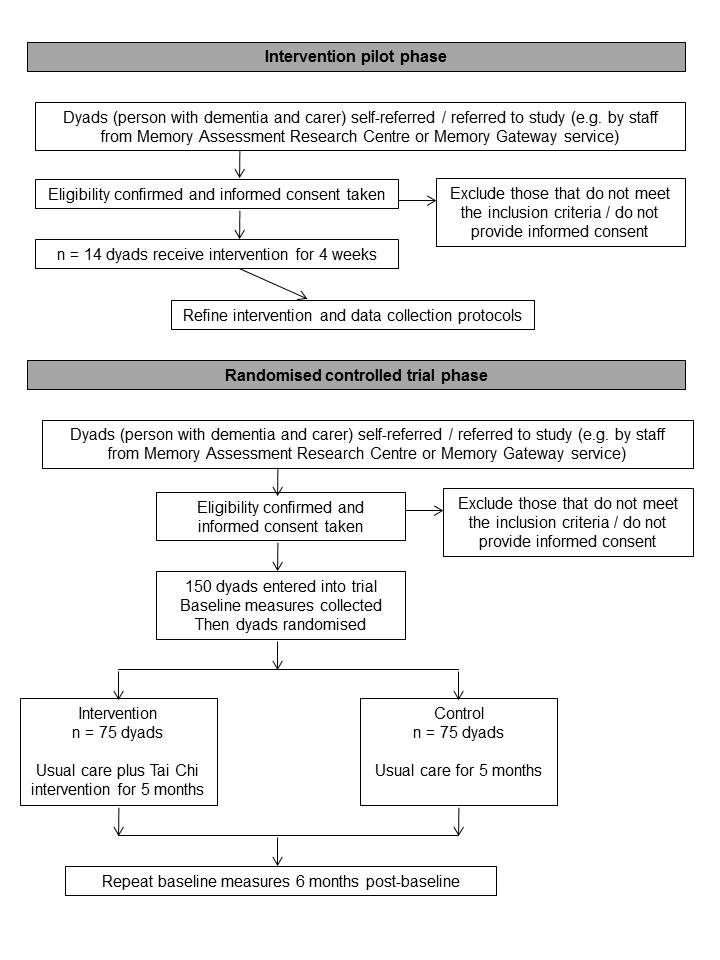 Intervention pilot phase
Dyads (person with dementia and carer) self-referred / referred to study (e.g. by staff
from Memory Assessment Research Centre or Memory Gateway service)
Eligibility confirmed and informed consent taken
Exclude those that do not meet
the inclusion criteria / do not
provide informed consent
n = 14 dyads receive intervention for 4 weeks
Refine intervention and data collection protocols
Randomised controlled trial phase
Dyads (person with dementia and carer) self-referred / referred to study (e.g. by staff
from Memory Assessment Research Centre or Memory Gateway service)
Eligibility confirmed and
informed consent taken
Exclude those that do not meet
the inclusion criteria / do not
provide informed consent
150 dyads entered into trial
Baseline measures collected
Then dyads randomised
Intervention
n = 75 dyads
Usual care plus Tai Chi
intervention for 5 months
Control
n = 75 dyads
Usual care for 5 months
Repeat baseline measures 6 months post-baseline